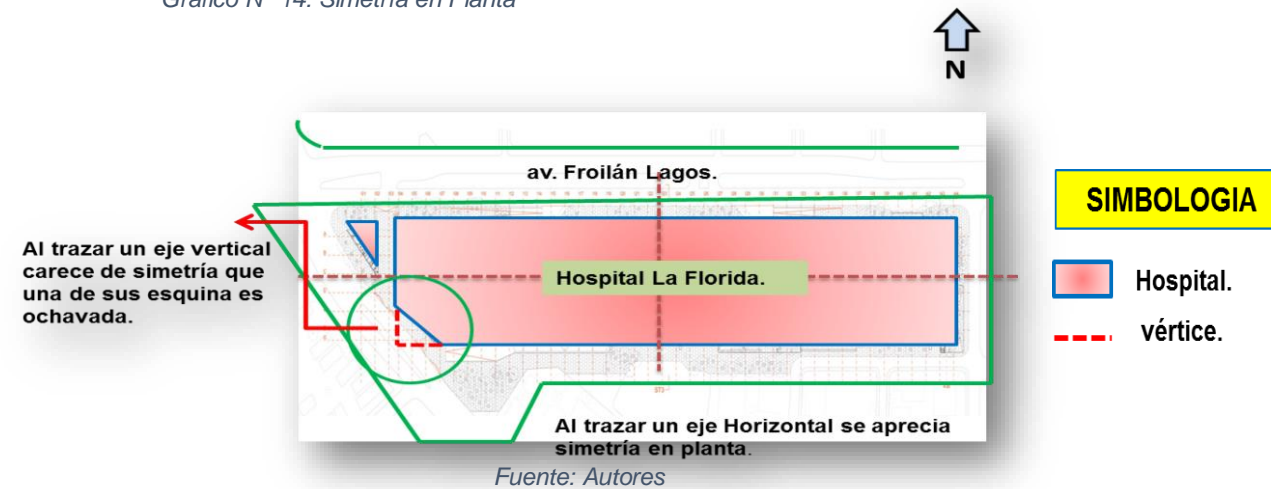 Gráfico N° 14: Simetría en Planta
N
av. Froilán Lagos.
SIMBOLOGIA
Al trazar un eje vertical
carece de simetría que
una de sus esquina es
ochavada.
Hospital La Florida.
Hospital.
vértice.
Al trazar un eje Horizontal se aprecia
simetría en planta.
Fuente: Autores